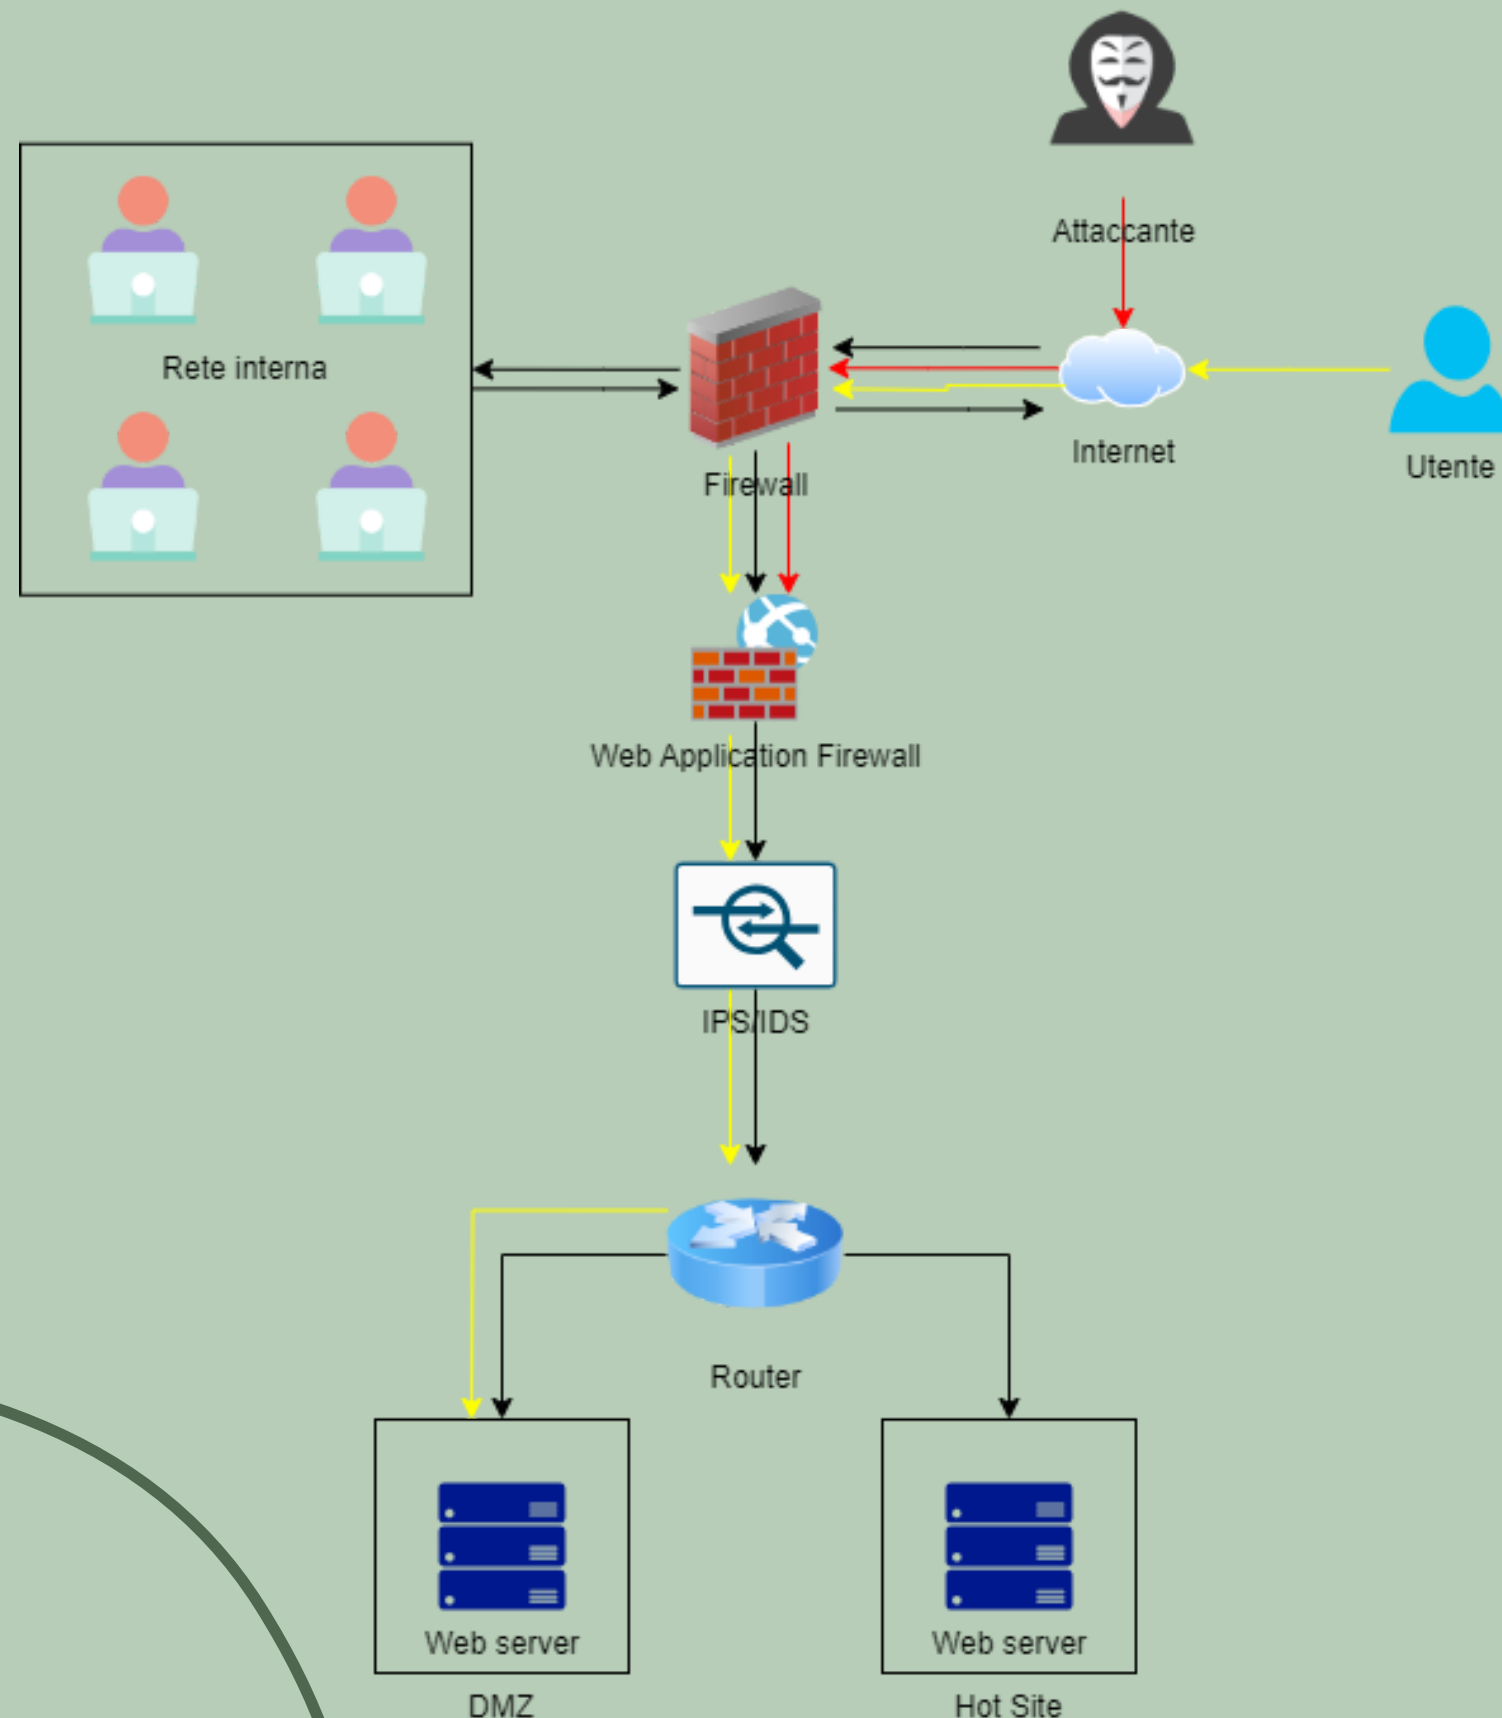 Attaccante
Rete interna
Internet
Utente
Firewall
Web Application Firewall
IPS/IDS
Router
Web server
Web server
DMZ
Hot Site